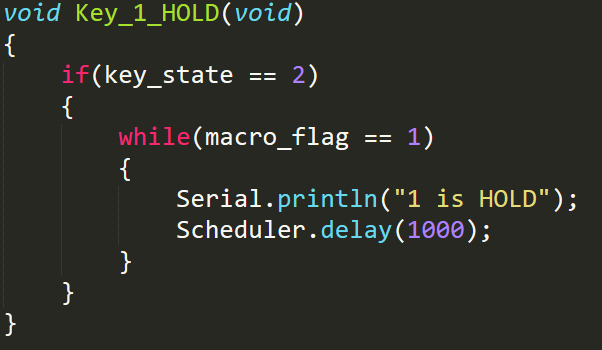 void Key_1_HOLD(void)
{
    if(key_state == 2)
    {
        while(macro_flag == 1)
        {
            Serial.println("1 is HOLD");
            Scheduler.delay(1000);
        }
    }
}